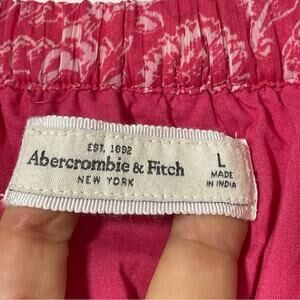 EST. 1892
Abercrombie & Fitch
NEW YORK
L
MADE
IN INDIA